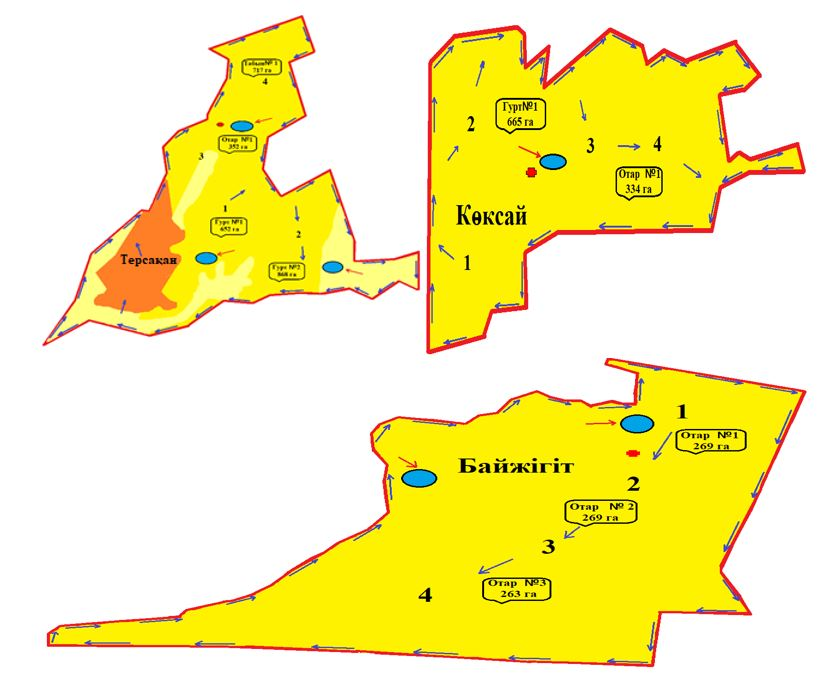 Табын№ 1
717 га
4
Отар №1
352 га
3
1
Гурт №1
652 га
2
Гурт №2
868 га
Терсақан
Гурт№1
665 га
2
3
4
Отар №1
334 га
Көксай
1
1
Отар №1
269 га
Байжігіт
2
Отар № 2
269 га
3
Отар №3
263 га
4